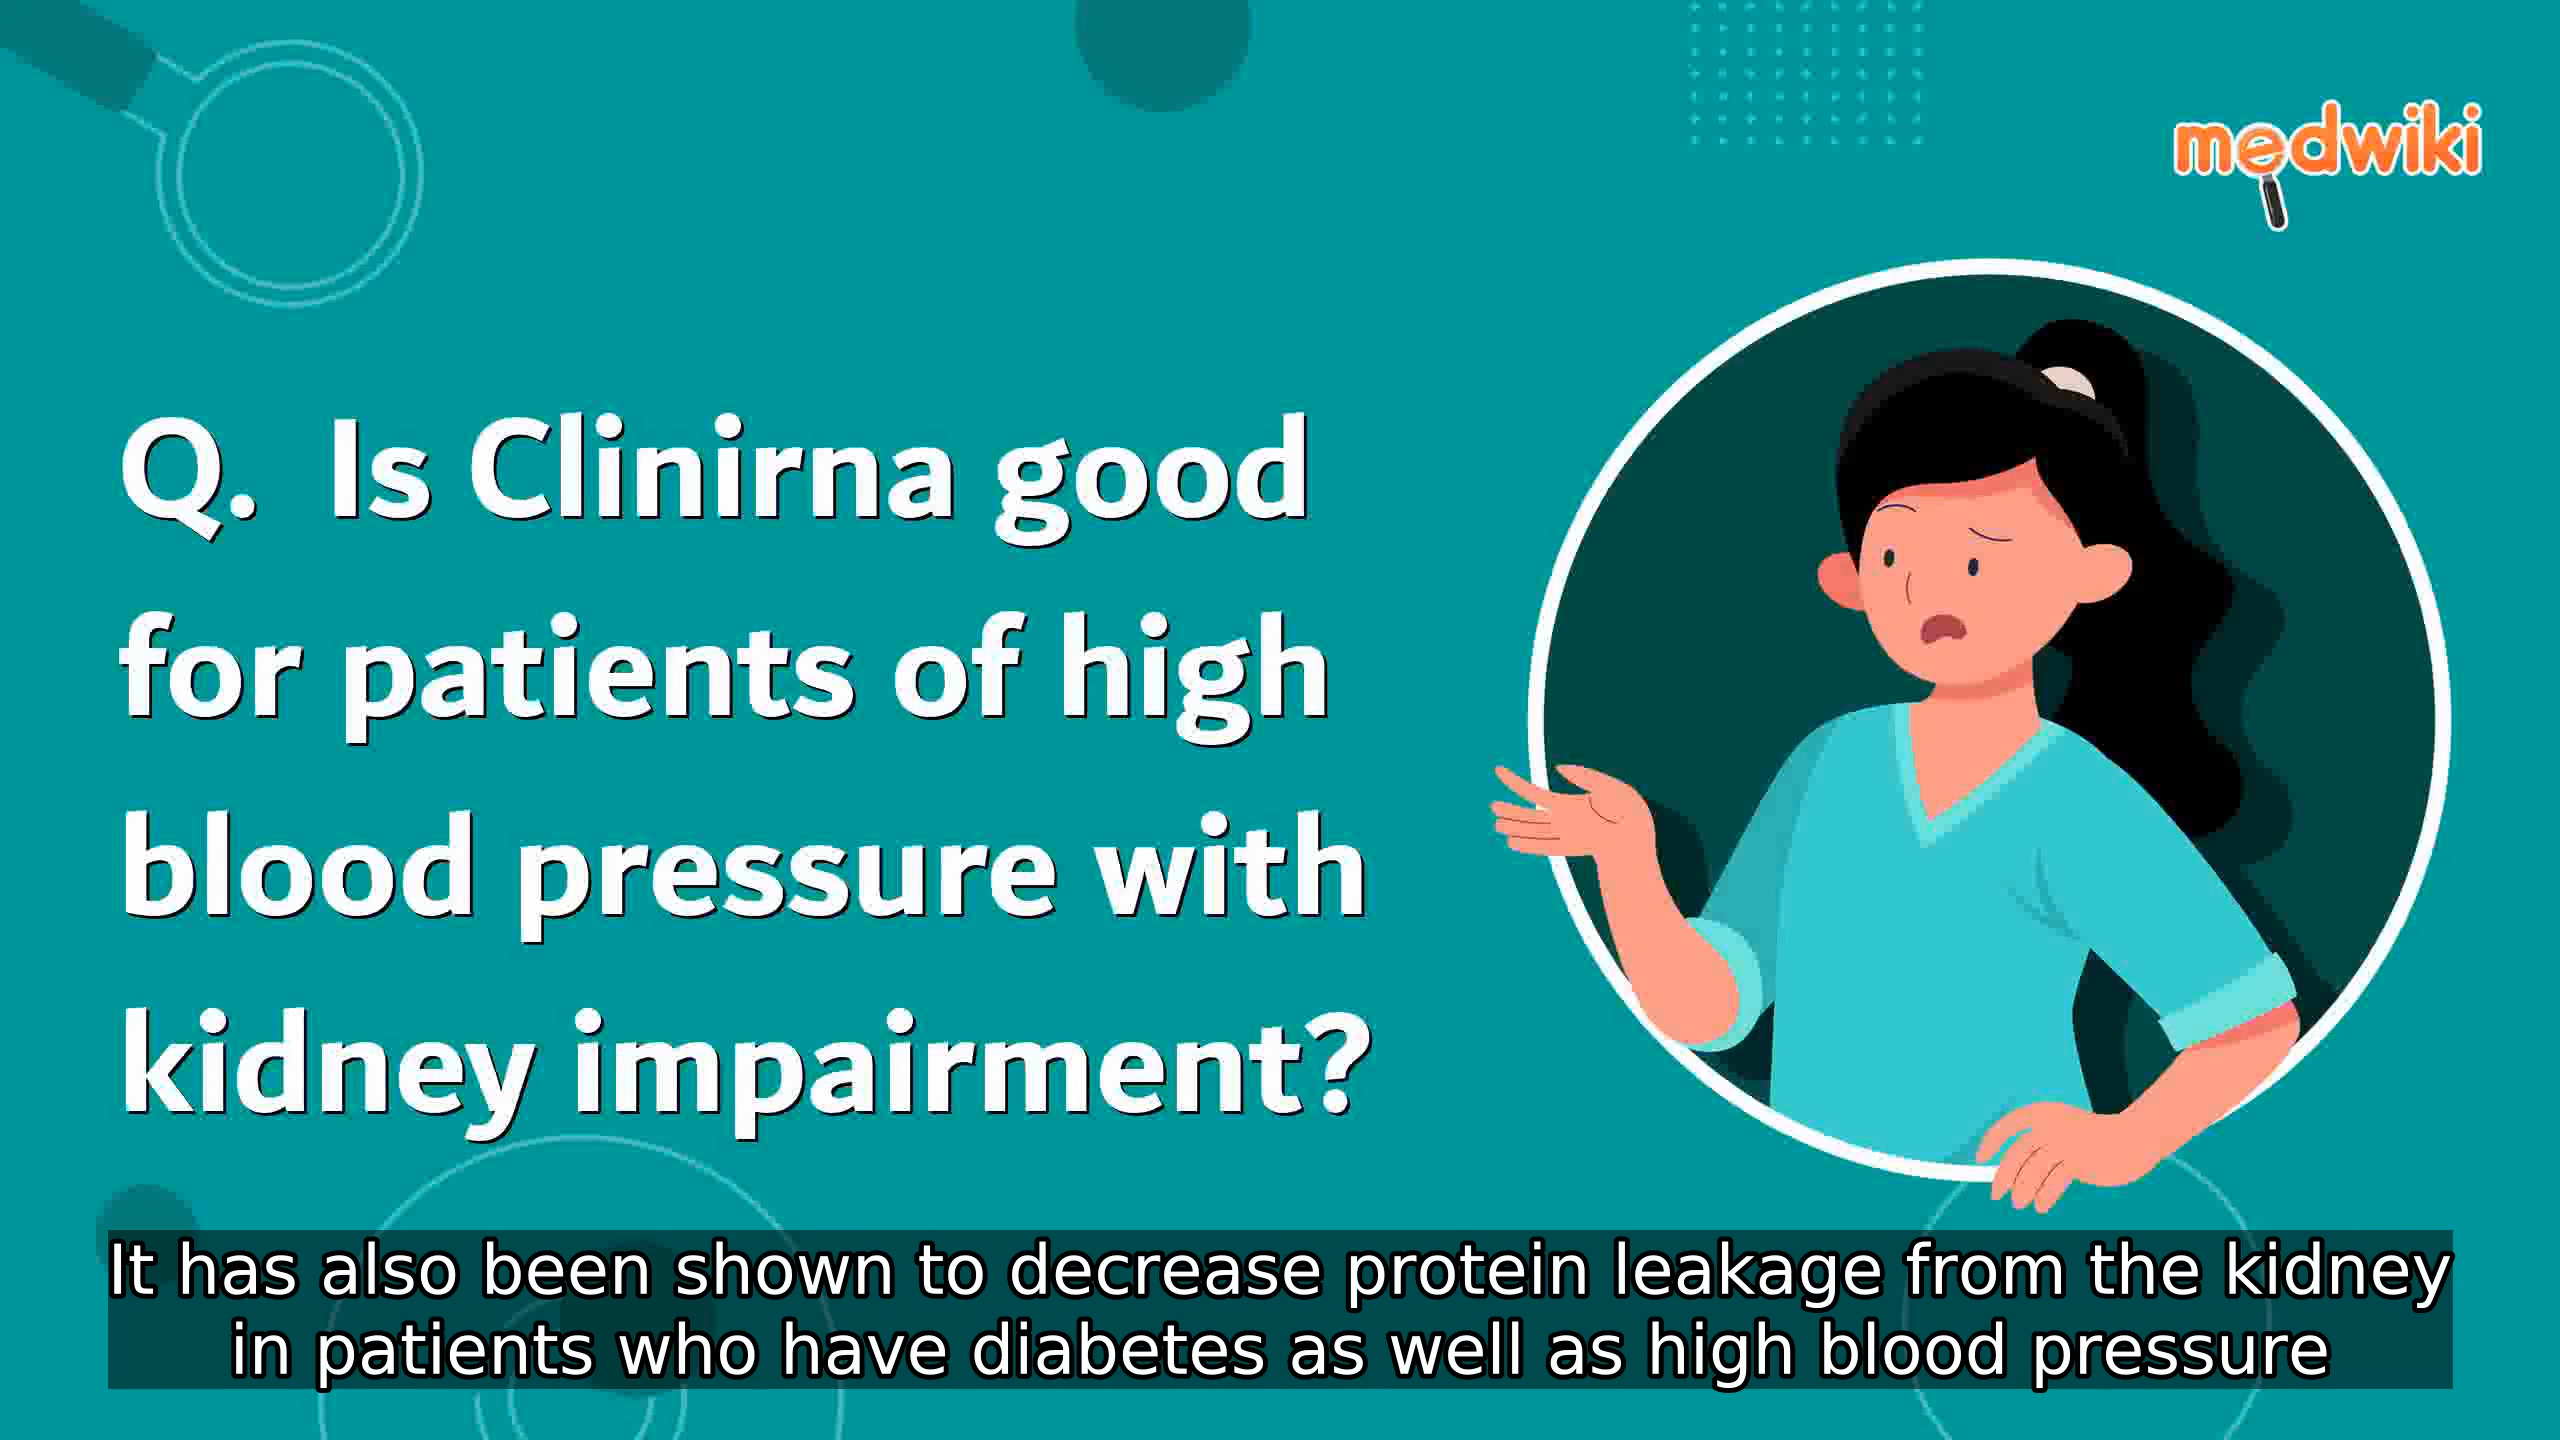 medwiki
Q. Is Clinirna good
for patients of high
blood pressure with
kidney impairment?
It has also been shown to decrease protein leakage from the kidney
in patients who have diabetes as well as high blood pressure